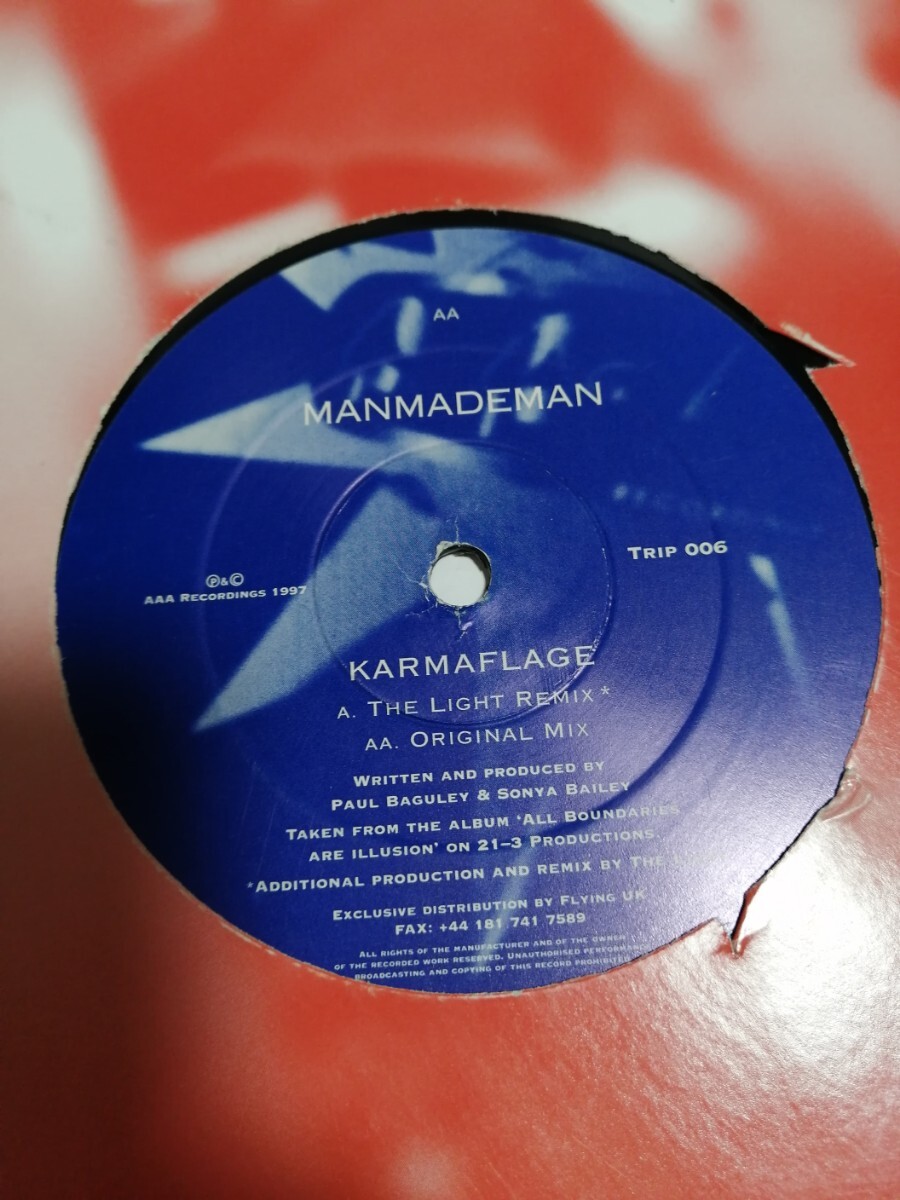 AA
MANMADEMAN
TRIP 006
℗&©
AAA RECORDINGS 1997
KARMAFLAGE
A. THE LIGHT REMIX*
AA. ORIGINAL MIX
WRITTEN AND PRODUCED BY
PAUL BAGULEY & SONYA BAILEY
TAKEN FROM THE ALBUM 'ALL BOUNDARIES
ARE ILLUSION' ON 21-3 PRODUCTIONS.
*ADDITIONAL PRODUCTION AND REMIX BY THE
EXCLUSIVE DISTRIBUTION BY FLYING UK
FAX: +44 181 741 7589
ALL RIGHTS OF THE MANUFACTURER AND OF THE OWNER
OF THE RECORDED WORK RESERVED. UNAUTHORISED
BROADCASTING AND COPYING OF THIS RECORD PROHIBITED